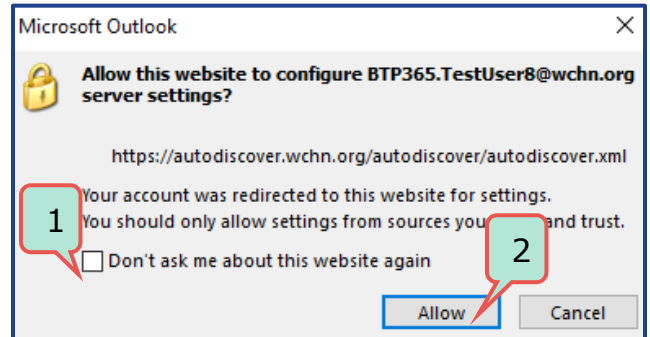 Microsoft Outlook
Allow this website to configure BTP365.TestUser8@wchn.org
server settings?
https://autodiscover.wchn.org/autodiscover/autodiscover.xml
Your account was redirected to this website for settings.
You should only allow settings from sources you and trust.
1
2
Don't ask me about this website again
Allow
Cancel